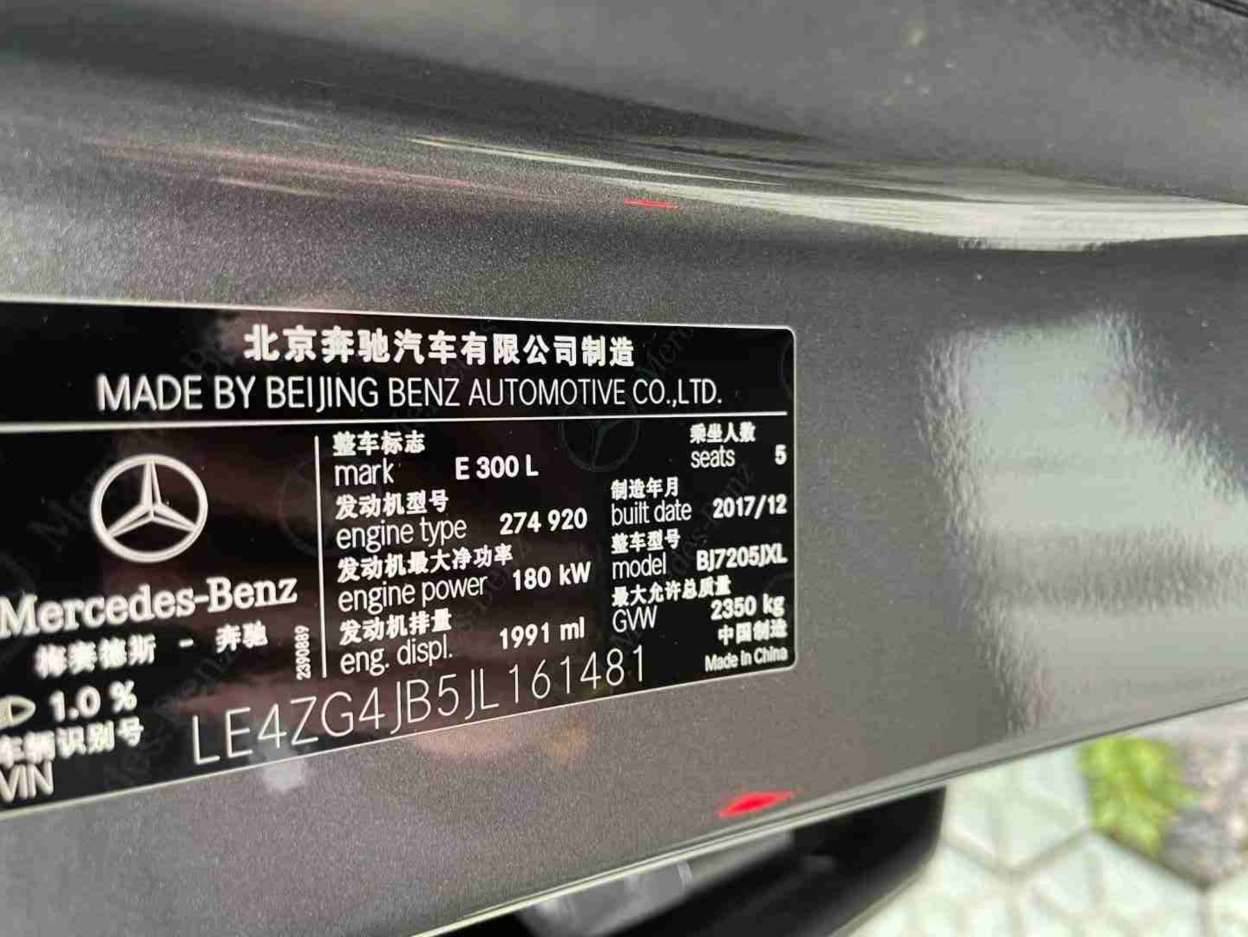 北京奔驰汽车有限公司制造
MADE BY BEIJING BENZ AUTOMOTIVE CO.,LTD.
整车标志
mark E 300 L
乘坐人数
seats 5
发动机型号
engine type 274 920
制造年月
built date 2017/12
发动机最大净功率
engine power 180 kW
整车型号
model BJ7205JXL
发动机排量
eng. displ. 1991 ml
最大允许总质量
GVW 2350 kg
中国制造
Made in China
Mercedes-Benz
梅赛德斯 - 奔驰
2390889
1.0 %
车辆识别号
VIN LE4ZG4JB5JL161481